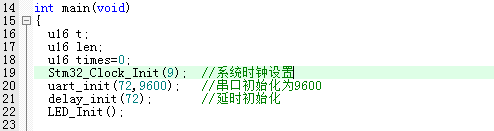 14 int main(void)
15 {
16 u16 t;
17 u16 len;
18 u16 times=0;
19 Stm32_Clock_Init(9); //系统时钟设置
20 uart_init(72,9600); //串口初始化为9600
21 delay_init(72); //延时初始化
22 LED_Init();
23